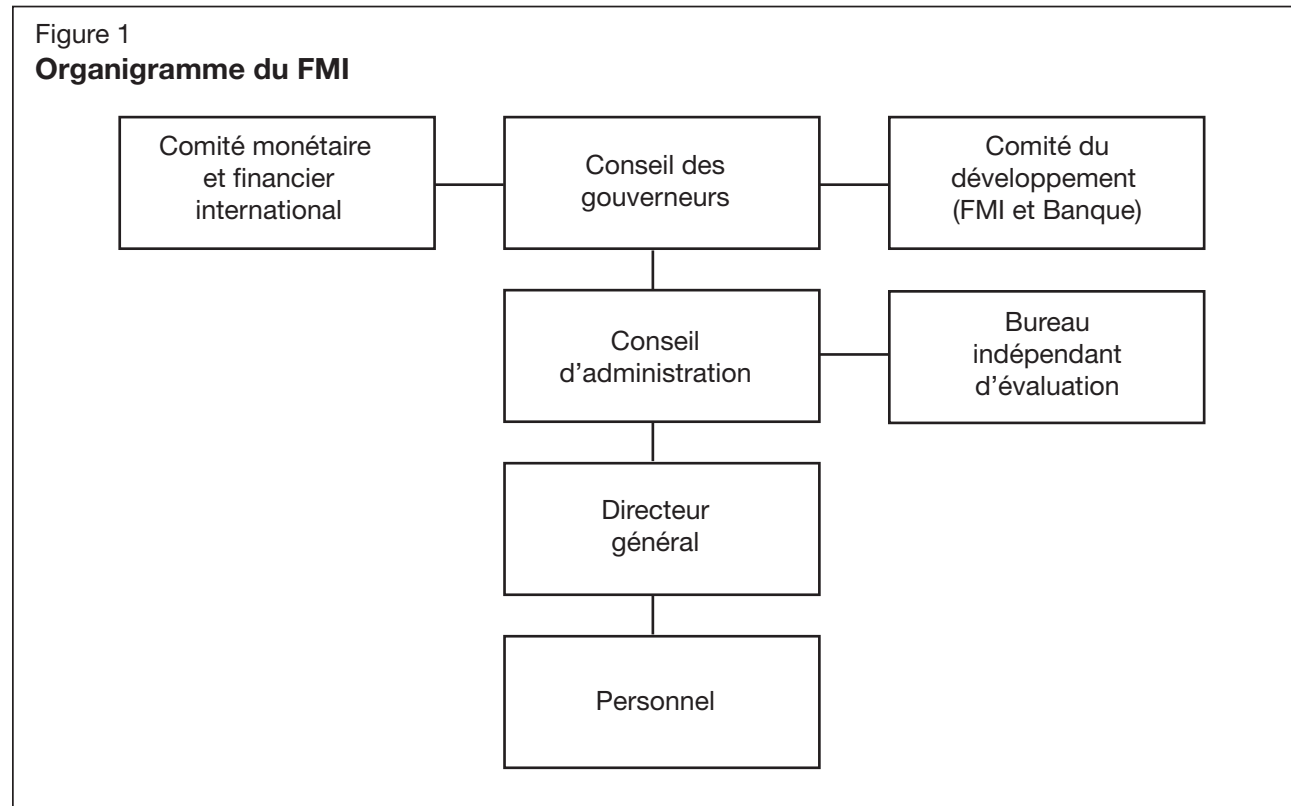 Figure 1
Organigramme du FMI
Comité monétaire
et financier
international
Conseil des
gouverneurs
Comité du
développement
(FMI et Banque)
Conseil
d’administration
Bureau
indépendant
d’évaluation
Directeur
général
Personnel